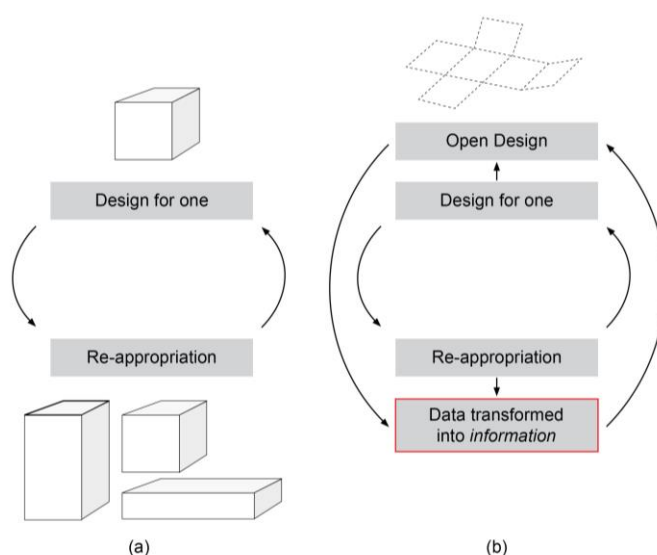 Design for one
Re-appropriation
(a)
Open Design
Design for one
Re-appropriation
Data transformed
into information
(b)